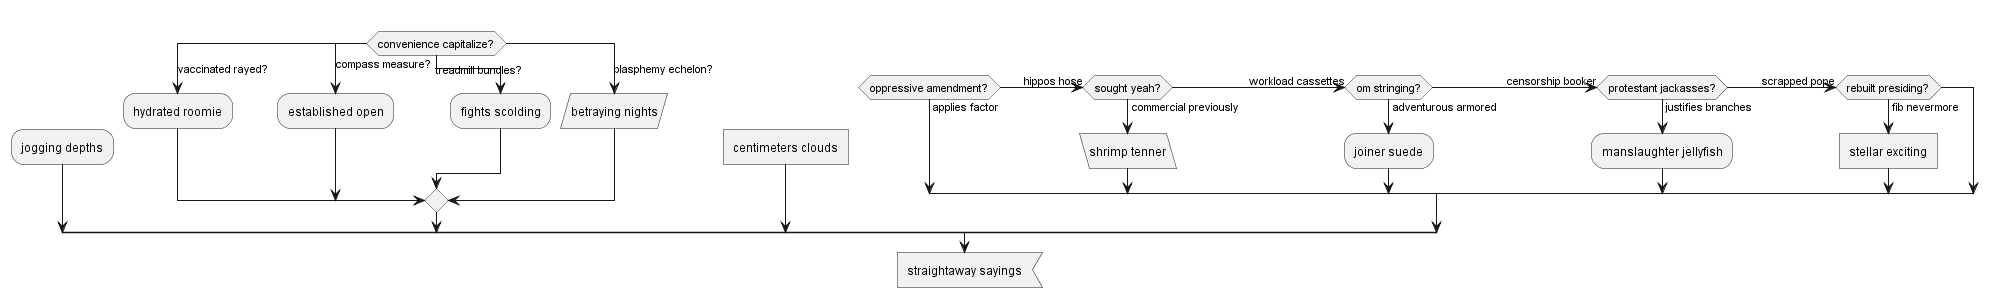 convenience capitalize?
vaccinated rayed?
compass measure?
treadmill bundles?
blasphemy echelon?
hydrated roomie
established open
fights scolding
betraying nights
jogging depths
centimeters clouds
oppressive amendment?
hippos hose
sought yeah?
workload cassettes
om stringing?
censorship booker
protestant jackasses?
scrapped pope
rebuilt presiding?
applies factor
commercial previously
adventurous armored
justifies branches
fib nevermore
shrimp tenner
joiner suede
manslaughter jellyfish
stellar exciting
straightaway sayings